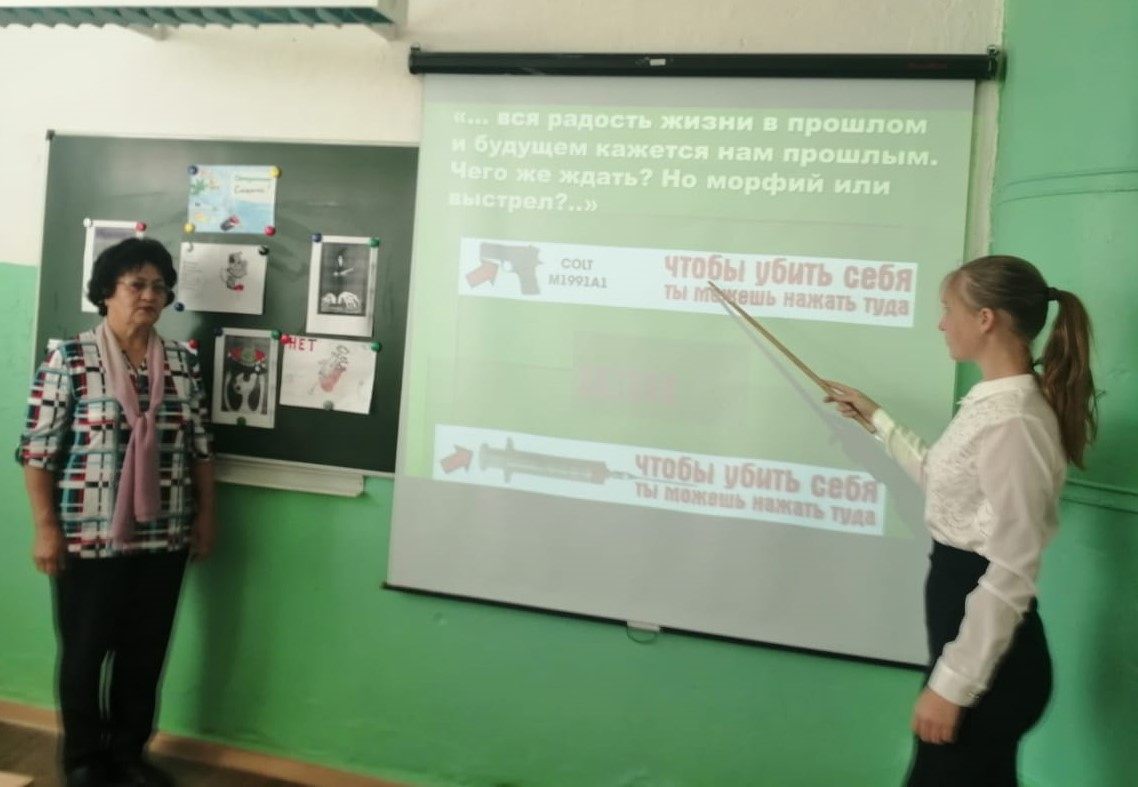 «... вся радость жизни в прошлом
и будущем кажется нам прошлым.
Чего же ждать? Но морфий или
выстрел?..»
COLT
M1991A1
чтобы убить себя
ты можешь нажать туда
чтобы убить себя
ты можешь нажать туда
НЕТ